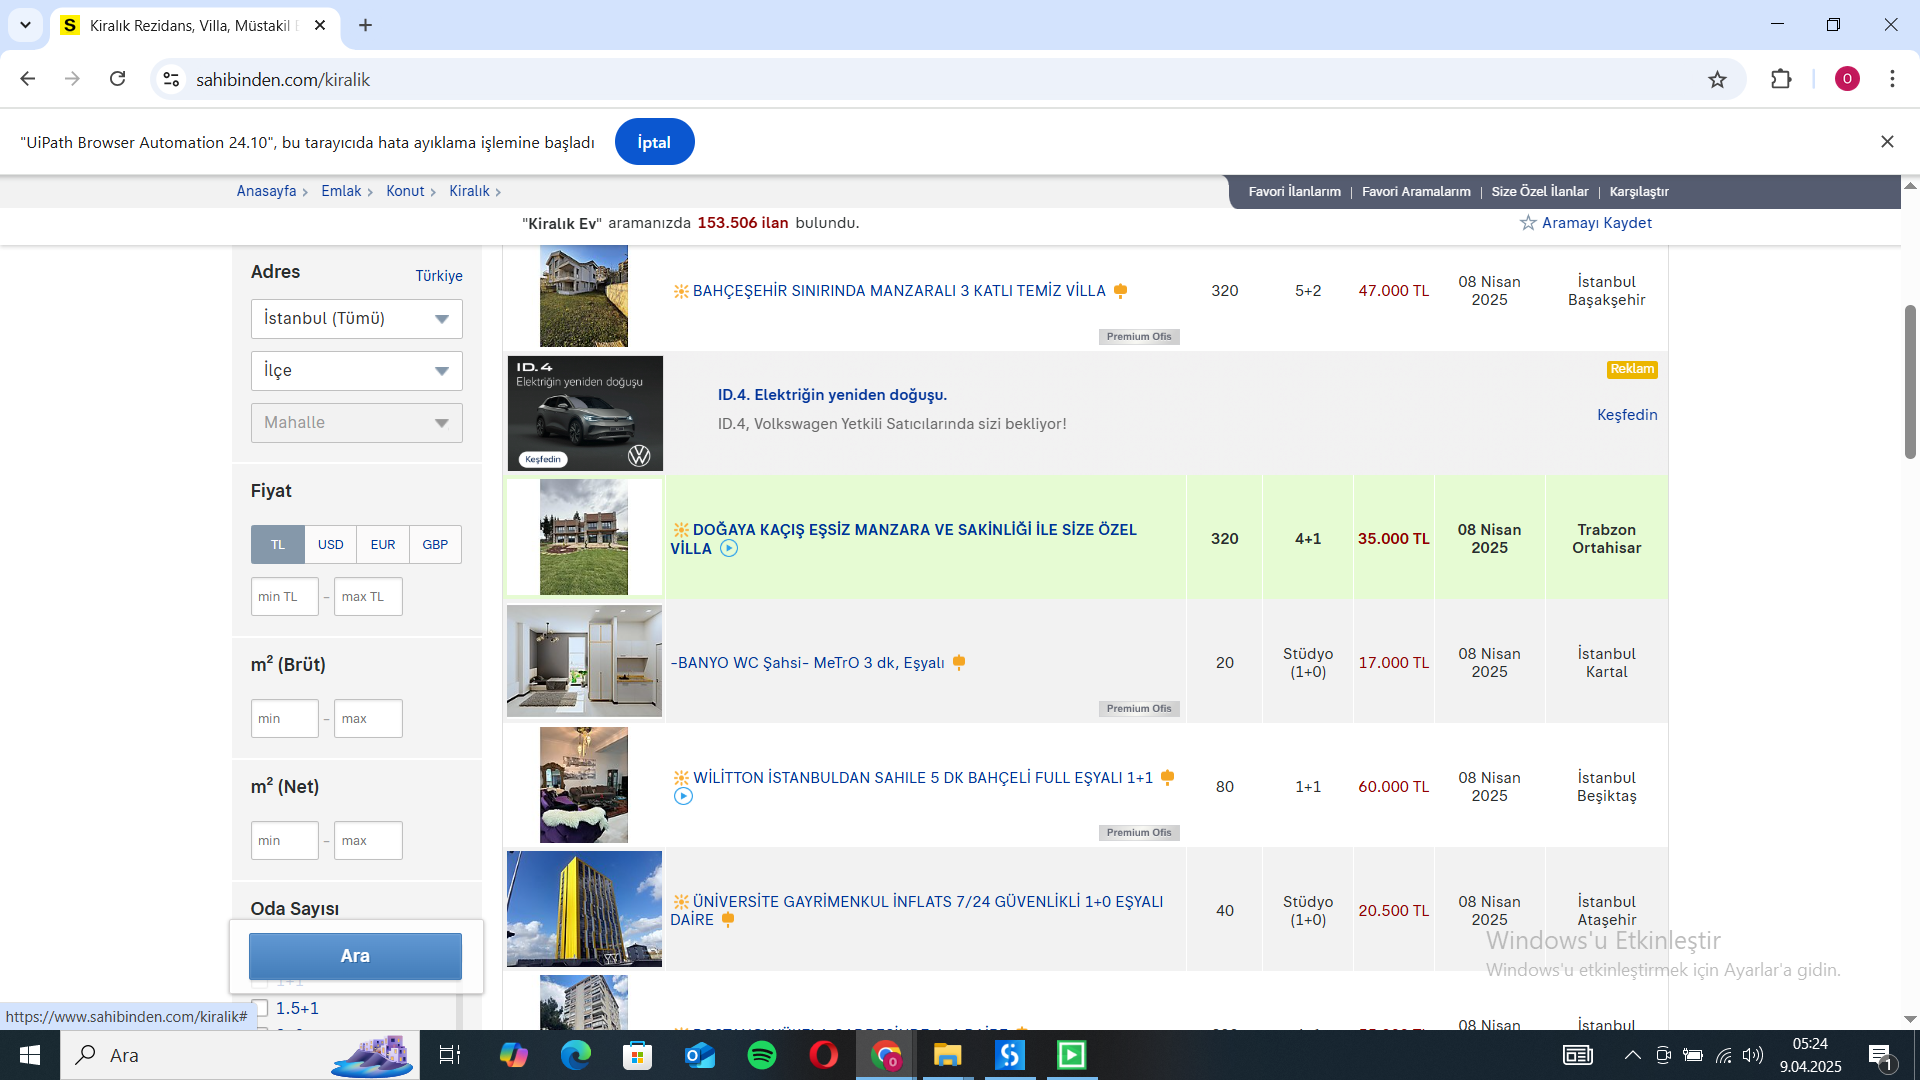 Kiralık Rezidans, Villa, Müstakil
sahibinden.com/kiralik
O
"UiPath Browser Automation 24.10", bu tarayıcıda hata ayıklama işlemine başladı
İptal
Anasayfa > Emlak > Konut > Kiralık >
Favori İlanlarım | Favori Aramalarım | Size Özel İlanlar | Karşılaştır
"Kiralık Ev" aramanızda 153.506 ilan bulundu.
Aramayı Kaydet
Adres
Türkiye
İstanbul (Tümü)
İlçe
Mahalle
Fiyat
TL USD EUR GBP
min TL - max TL
m² (Brüt)
min - max
m² (Net)
min - max
Oda Sayısı
Ara
1+1
1.5+1
BAHÇEŞEHİR SINIRINDA MANZARALI 3 KATLI TEMİZ VİLLA
Premium Ofis
320
5+2
47.000 TL
08 Nisan
2025
İstanbul
Başakşehir
ID.4
Elektriğin yeniden doğuşu
Keşfedin
ID.4. Elektriğin yeniden doğuşu.
ID.4, Volkswagen Yetkili Satıcılarında sizi bekliyor!
Reklam
Keşfedin
DOĞAYA KAÇIŞ EŞSİZ MANZARA VE SAKİNLİĞİ İLE SİZE ÖZEL
VİLLA
320
4+1
35.000 TL
08 Nisan
2025
Trabzon
Ortahisar
-BANYO WC Şahsi- MeTrO 3 dk, Eşyalı
Premium Ofis
20
Stüdyo
(1+0)
17.000 TL
08 Nisan
2025
İstanbul
Kartal
WİLİTTON İSTANBULDAN SAHILE 5 DK BAHÇELİ FULL EŞYALI 1+1
Premium Ofis
80
1+1
60.000 TL
08 Nisan
2025
İstanbul
Beşiktaş
ÜNİVERSİTE GAYRİMENKUL İNFLATS 7/24 GÜVENLİKLİ 1+0 EŞYALI
DAİRE
40
Stüdyo
(1+0)
20.500 TL
08 Nisan
2025
İstanbul
Ataşehir
08 Nisan
İstanbul
Windows'u Etkinleştir
Windows'u etkinleştirmek için Ayarlar'a gidin.
https://www.sahibinden.com/kiralik#
Ara
05:24
9.04.2025
1